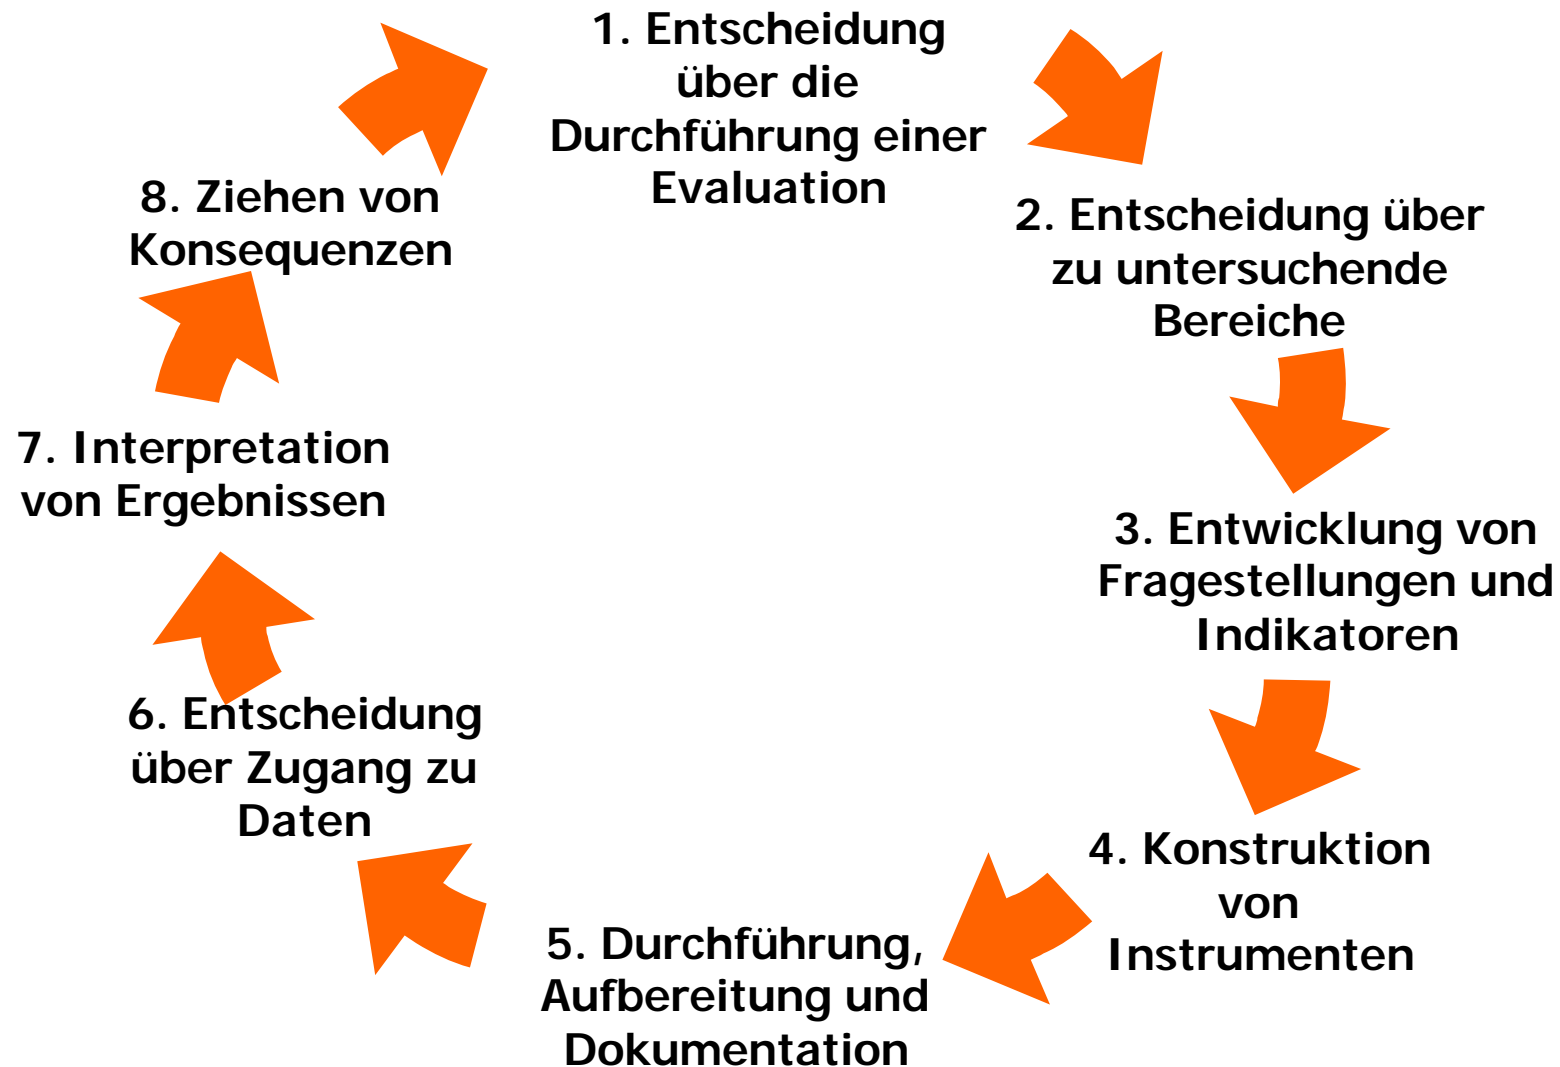 1. Entscheidung
über die
Durchführung einer
Evaluation
2. Entscheidung über
zu untersuchende
Bereiche
3. Entwicklung von
Fragestellungen und
Indikatoren
4. Konstruktion
von
Instrumenten
5. Durchführung,
Aufbereitung und
Dokumentation
6. Entscheidung
über Zugang zu
Daten
7. Interpretation
von Ergebnissen
8. Ziehen von
Konsequenzen